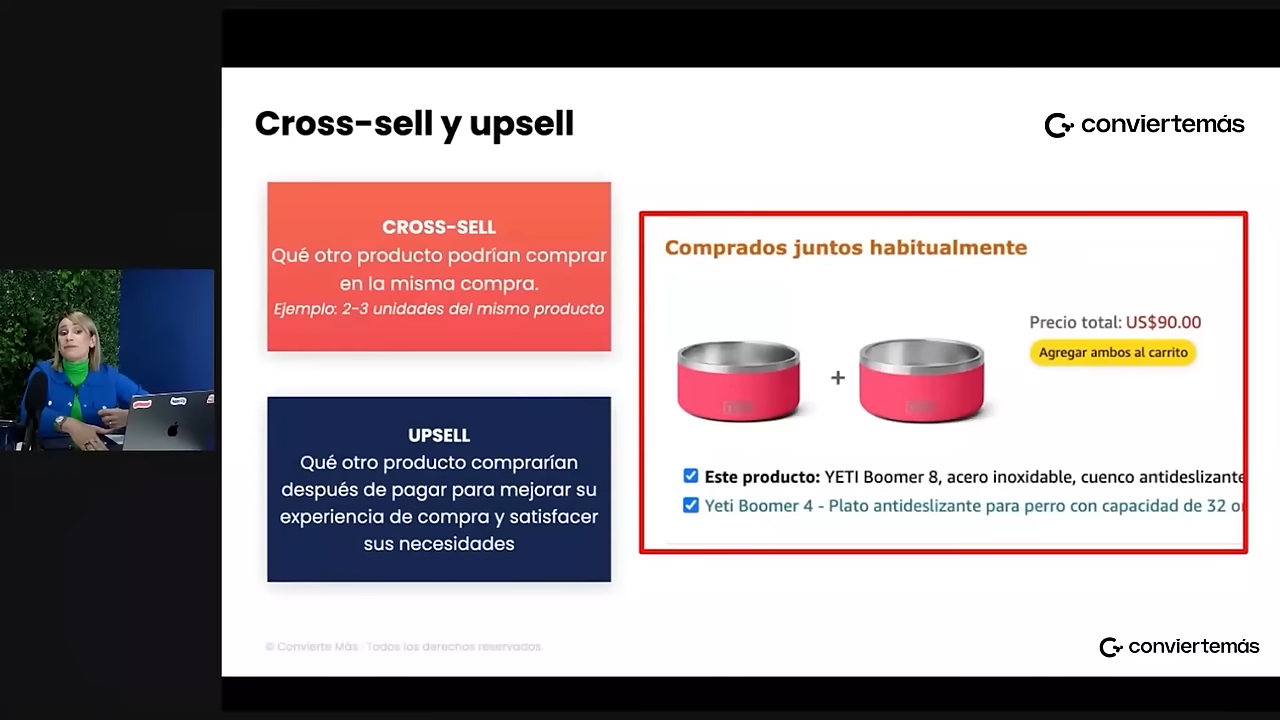 Cross-sell y upsell
conviertemás
CROSS-SELL
Qué otro producto podrían comprar
en la misma compra.
Ejemplo: 2-3 unidades del mismo producto
UPSELL
Qué otro producto comprarían
después de pagar para mejorar su
experiencia de compra y satisfacer
sus necesidades
Comprados juntos habitualmente
Precio total: US$90.00
Agregar ambos al carrito
+
Este producto: YETI Boomer 8, acero inoxidable, cuenco antideslizante
Yeti Boomer 4 - Plato antideslizante para perro con capacidad de 32
© Convierte Más · Todos los derechos reservados.
conviertemás